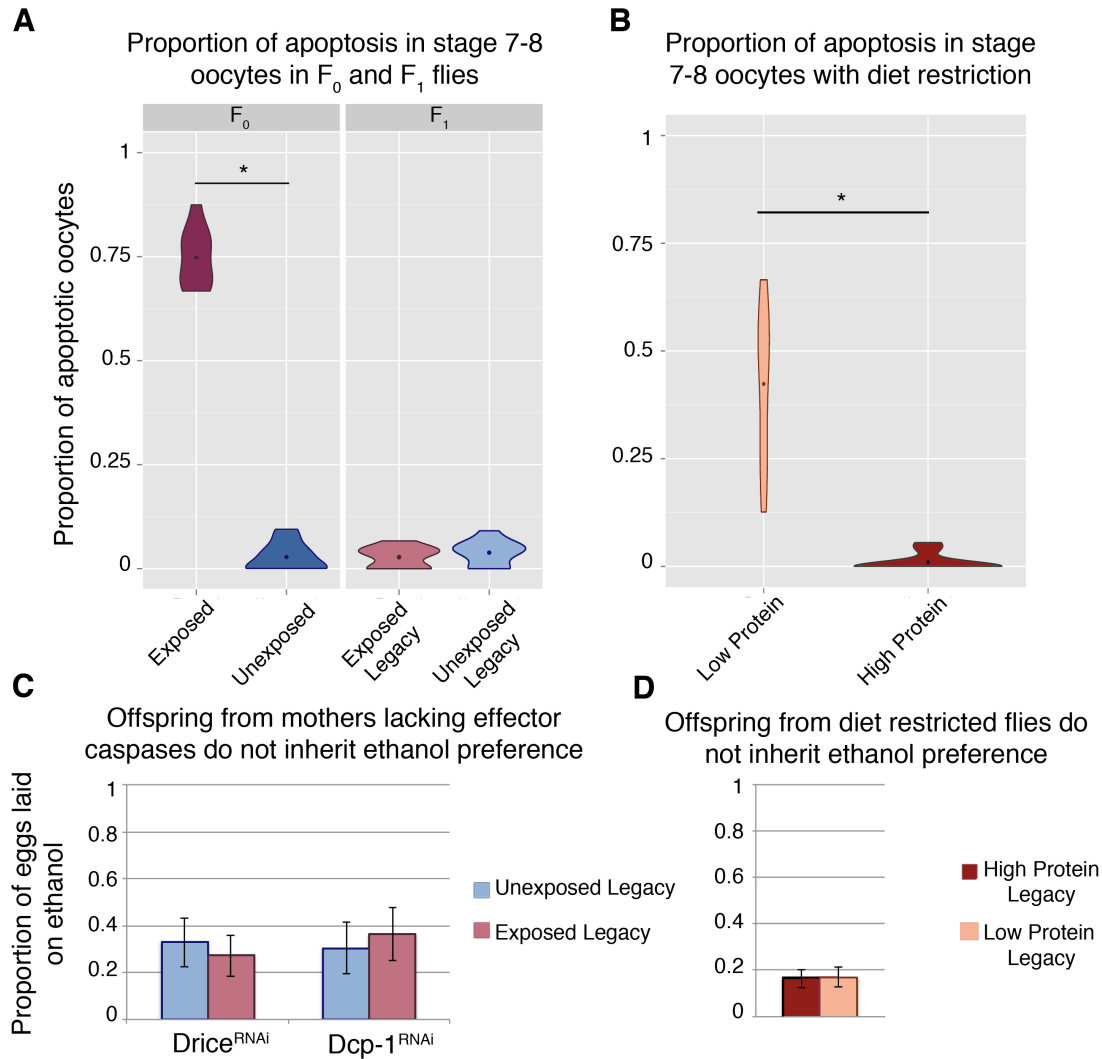 A
Proportion of apoptosis in stage 7-8
oocytes in F0 and F1 flies
F0
F1
Proportion of apoptotic oocytes
1
0.75
0.5
0.25
0
*
Exposed
Unexposed
Exposed
Legacy
Unexposed
Legacy
B
Proportion of apoptosis in stage
7-8 oocytes with diet restriction
1
0.75
0.5
0.25
0
*
Low Protein
High Protein
C
Offspring from mothers lacking effector
caspases do not inherit ethanol preference
Proportion of eggs laid
on ethanol
1
0.8
0.6
0.4
0.2
0
DriceRNAi
Dcp-1RNAi
Unexposed Legacy
Exposed Legacy
D
Offspring from diet restricted flies do
not inherit ethanol preference
1
0.8
0.6
0.4
0.2
0
High Protein
Legacy
Low Protein
Legacy